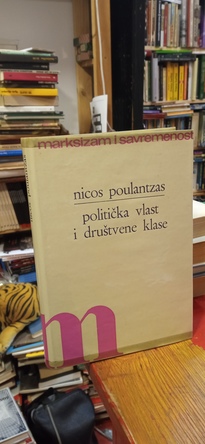 marksizam i savremenost
nicos poulantzas
politička vlast
i društvene klase
m